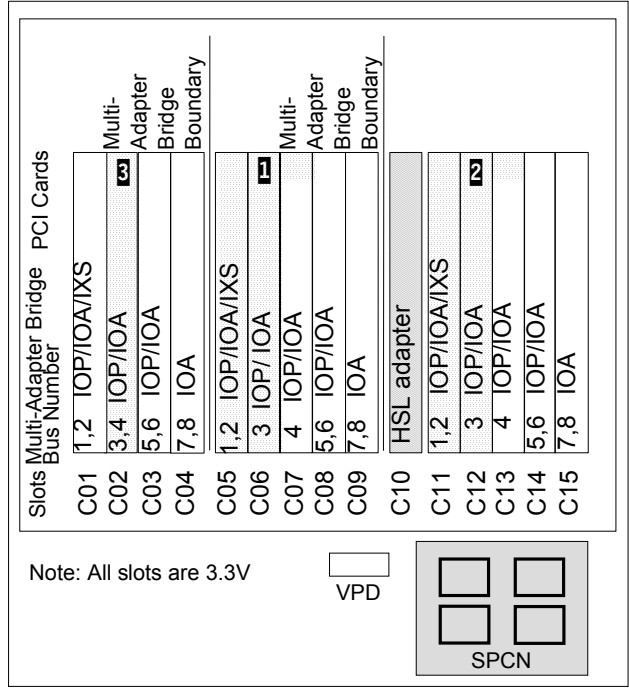 Slots Multi-Adapter Bridge PCI Cards
Bus Number
C01 1,2 IOP/IOA/IXS
C02 3,4 IOP/IOA 3
C03 5,6 IOP/IOA
C04 7,8 IOA
Multi-
Adapter
Bridge
Boundary
C05 1,2 IOP/IOA/IXS
C06 3 IOP/ IOA 1
C07 4 IOP/IOA
C08 5,6 IOP/IOA
C09 7,8 IOA
Multi-
Adapter
Bridge
Boundary
C10 HSL adapter
C11 1,2 IOP/IOA/IXS
C12 3 IOP/IOA 2
C13 4 IOP/IOA
C14 5,6 IOP/IOA
C15 7,8 IOA
Note: All slots are 3.3V
VPD
SPCN